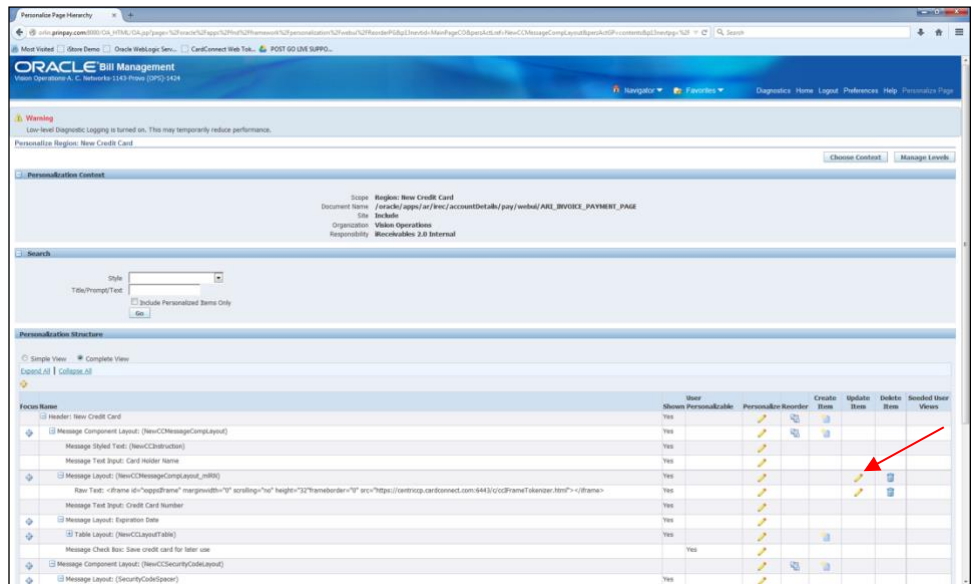 Personalize Page Hierarchy
Search
Most Visited iStore Demo Oracle WebLogic Serv... CardConnect Web Tok... POST GO LIVE SUPPO...
ORACLE Bill Management
Vision Operations A. C. Networks-1143-Provo (OPS)-1424
Navigator Favorites Diagnostics Home Logout Preferences Help Personalize Page
Warning
Low-level Diagnostic Logging is turned on. This may temporarily reduce performance.
Personalize Region: New Credit Card
Choose Context Manage Levels
Personalization Context
Scope Region: New Credit Card
Document Name /oracle/apps/ar/irec/accountDetails/pay/webui/ARI_INVOICE_PAYMENT_PAGE
Site Include
Organization Vision Operations
Responsibility iReceivables 2.0 Internal
Search
Style
Title/Prompt/Text
Include Personalized Items Only
Go
Personalization Structure
Simple View Complete View
Expand All Collapse All
Focus Name Shown User Personalizable Personalize Reorder Create Item Update Item Delete Item Seeded User Views
Header: New Credit Card Yes
Message Component Layout: (NewCCMessageCompLayout) Yes
Message Styled Text: (NewCCInstruction) Yes
Message Text Input: Card Holder Name Yes
Message Layout: (NewCCMessageCompLayout_mlRX) Yes
Raw Text: <iframe id="xxppsIframe" marginwidth="0" scrolling="no" height="32"frameborder="0" src="https://centriccp.cardconnect.com:6443/c/ccIFrameTokenizer.html"></iframe> Yes
Message Text Input: Credit Card Number Yes
Message Layout: Expiration Date Yes
Table Layout: (NewCCLayoutTable) Yes
Message Check Box: Save credit card for later use Yes
Message Component Layout: (NewCCSecurityCodeLayout) Yes
Message Layout: (SecurityCodeSpacer) Yes